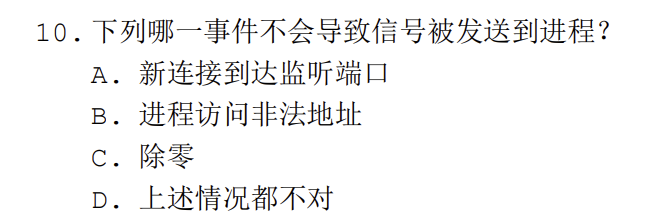 10.下列哪一事件不会导致信号被发送到进程?
A. 新连接到达监听端口
B. 进程访问非法地址
C. 除零
D. 上述情况都不对